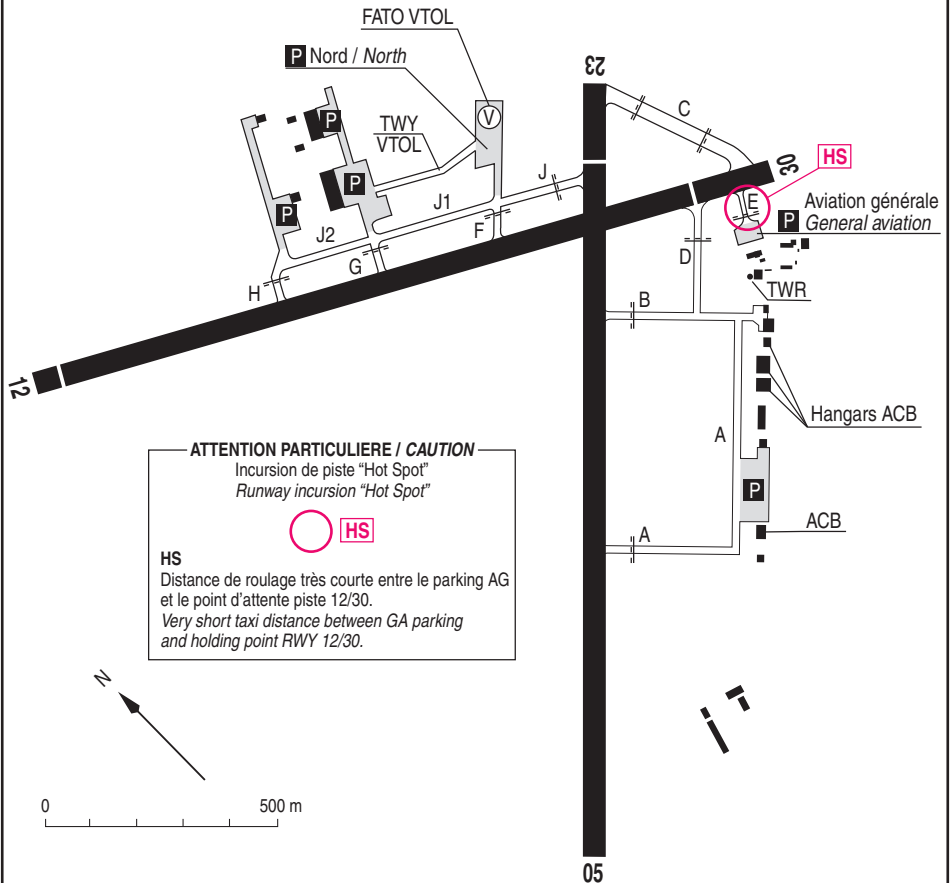 FATO VTOL
P Nord / North
23
C
P
TWY
VTOL
V
HS
30
J
P
E
Aviation générale
P General aviation
J1
P
F
J2
D
G
TWR
H
B
12
Hangars ACB
A
ATTENTION PARTICULIERE / CAUTION
Incursion de piste “Hot Spot”
Runway incursion “Hot Spot”
HS
P
ACB
A
HS
Distance de roulage très courte entre le parking AG
et le point d'attente piste 12/30.
Very short taxi distance between GA parking
and holding point RWY 12/30.
N
0 500 m
05